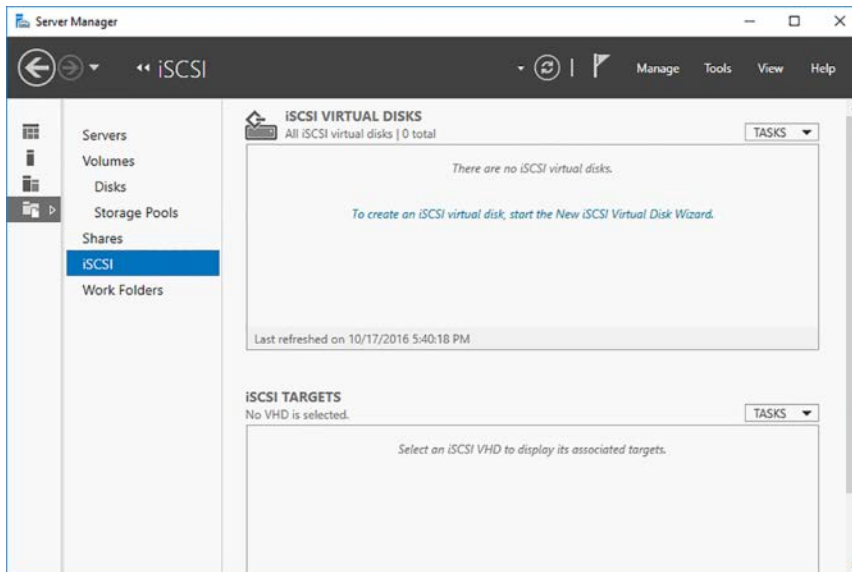 Server Manager
iSCSI
Manage Tools View Help
Servers
Volumes
Disks
Storage Pools
Shares
iSCSI
Work Folders
iSCSI VIRTUAL DISKS
All iSCSI virtual disks | 0 total
TASKS
There are no iSCSI virtual disks.
To create an iSCSI virtual disk, start the New iSCSI Virtual Disk Wizard.
Last refreshed on 10/17/2016 5:40:18 PM
iSCSI TARGETS
No VHD is selected.
TASKS
Select an iSCSI VHD to display its associated targets.